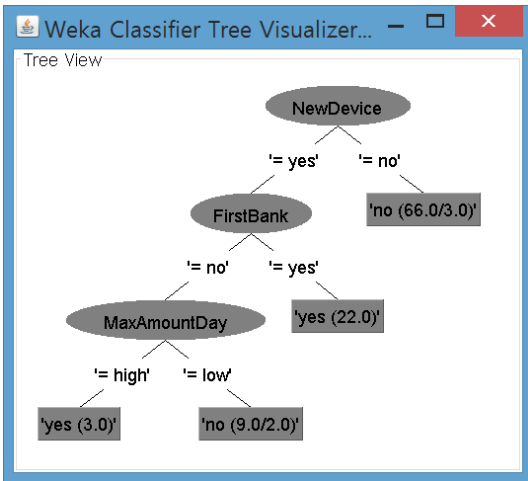 Weka Classifier Tree Visualizer...
Tree View
NewDevice
'= yes' '= no'
FirstBank 'no (66.0/3.0)'
'= no' '= yes'
MaxAmountDay 'yes (22.0)'
'= high' '= low'
'yes (3.0)' 'no (9.0/2.0)'